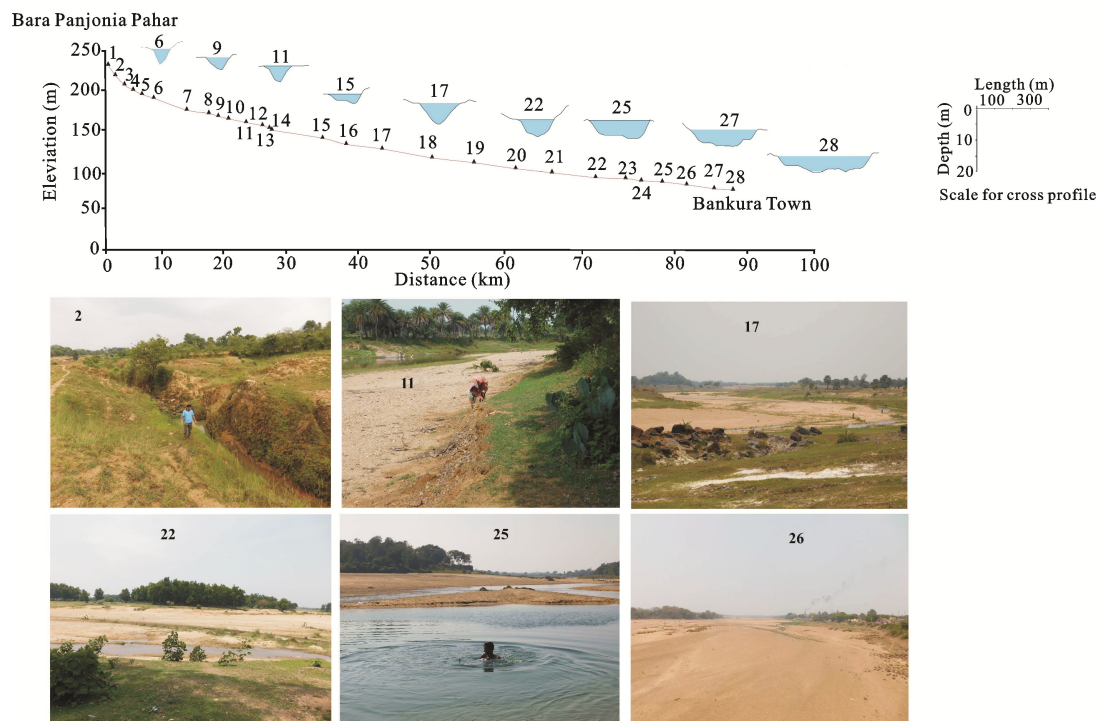 Bara Panjonia Pahar
250
200
150
100
50
0
Eleviation (m)
6 9 11 15 17 22 25 27 28
1 2 3 4 5 6 7 8 9 10 11 12 13 14 15 16 17 18 19 20 21 22 23 24 25 26 27 28
Bankura Town
0 10 20 30 40 50 60 70 80 90 100
Distance (km)
Length (m)
100 300
0
10
20
Depth (m)
Scale for cross profile
2
11
17
22
25
26